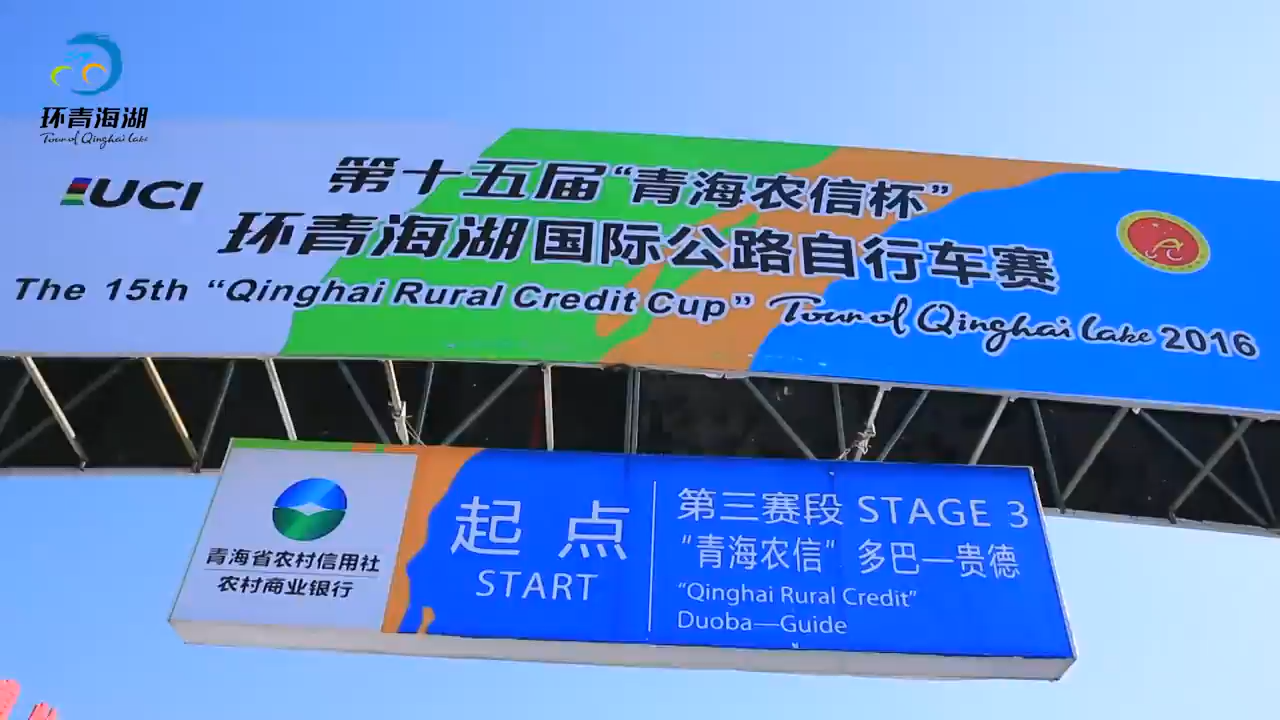 环青海湖
Tour of Qinghai Lake
UCI
第十五届“青海农信杯”
环青海湖国际公路自行车赛
The 15th “Qinghai Rural Credit Cup” Tour of Qinghai Lake 2016
青海省农村信用社
农村商业银行
起点
START
第三赛段 STAGE 3
“青海农信” 多巴—贵德
“Qinghai Rural Credit”
Duoba—Guide